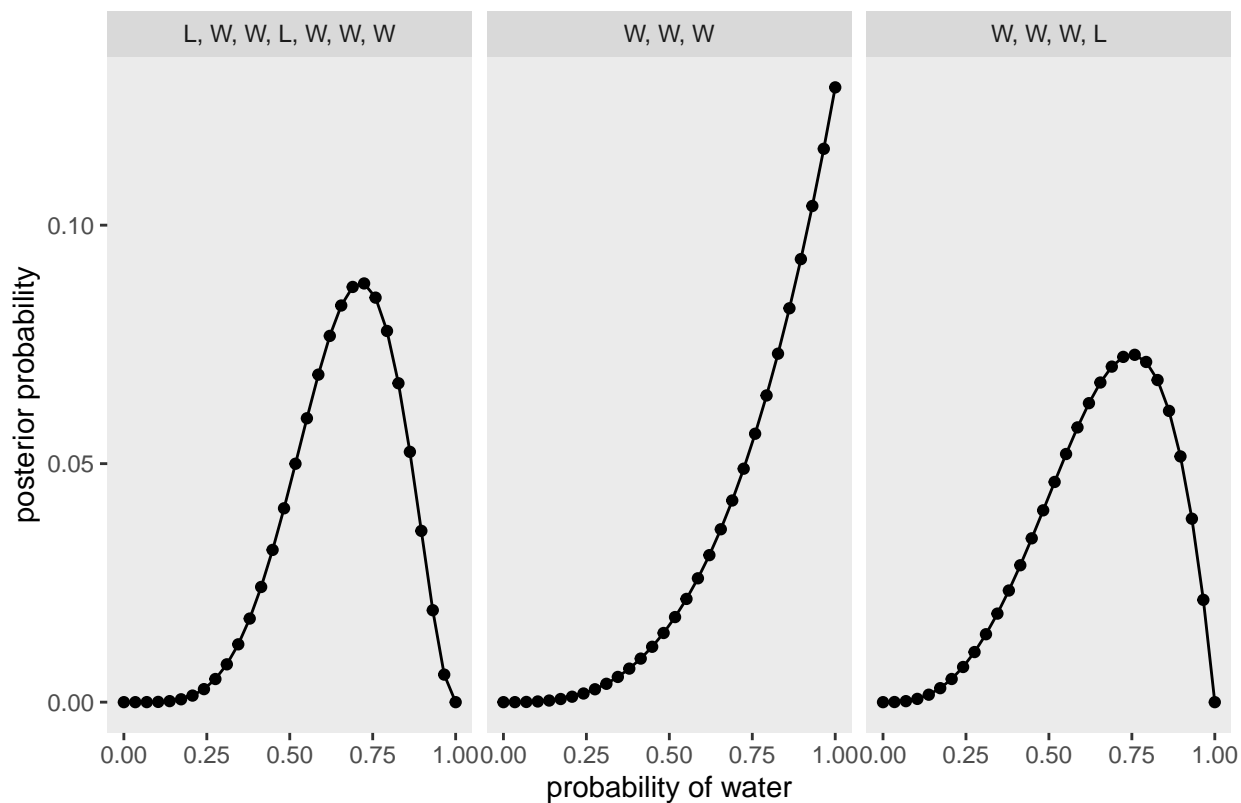 L, W, W, L, W, W, W
W, W, W
W, W, W, L
posterior probability
0.10
0.05
0.00
0.00 0.25 0.50 0.75 1.00
0.00 0.25 0.50 0.75 1.00
0.00 0.25 0.50 0.75 1.00
probability of water